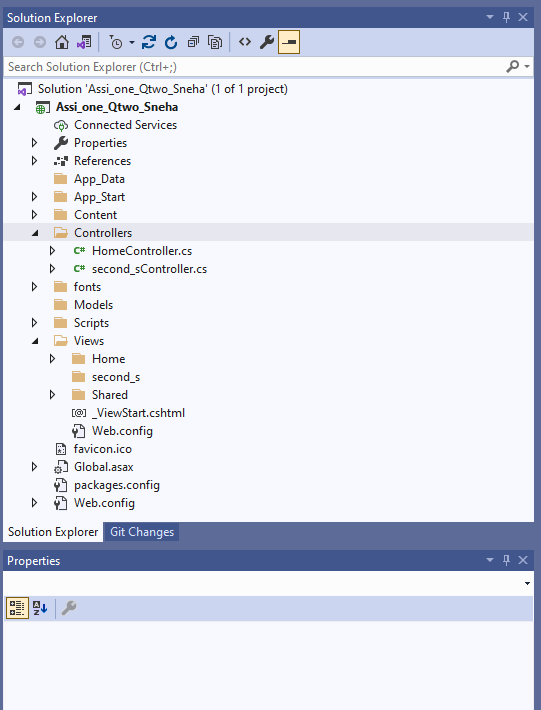 Solution Explorer
Search Solution Explorer (Ctrl+;)
Solution 'Assi_one_Qtwo_Sneha' (1 of 1 project)
Assi_one_Qtwo_Sneha
Connected Services
Properties
References
App_Data
App_Start
Content
Controllers
C# HomeController.cs
C# second_sController.cs
fonts
Models
Scripts
Views
Home
second_s
Shared
[@] _ViewStart.cshtml
Web.config
favicon.ico
Global.asax
packages.config
Web.config
Solution Explorer Git Changes
Properties